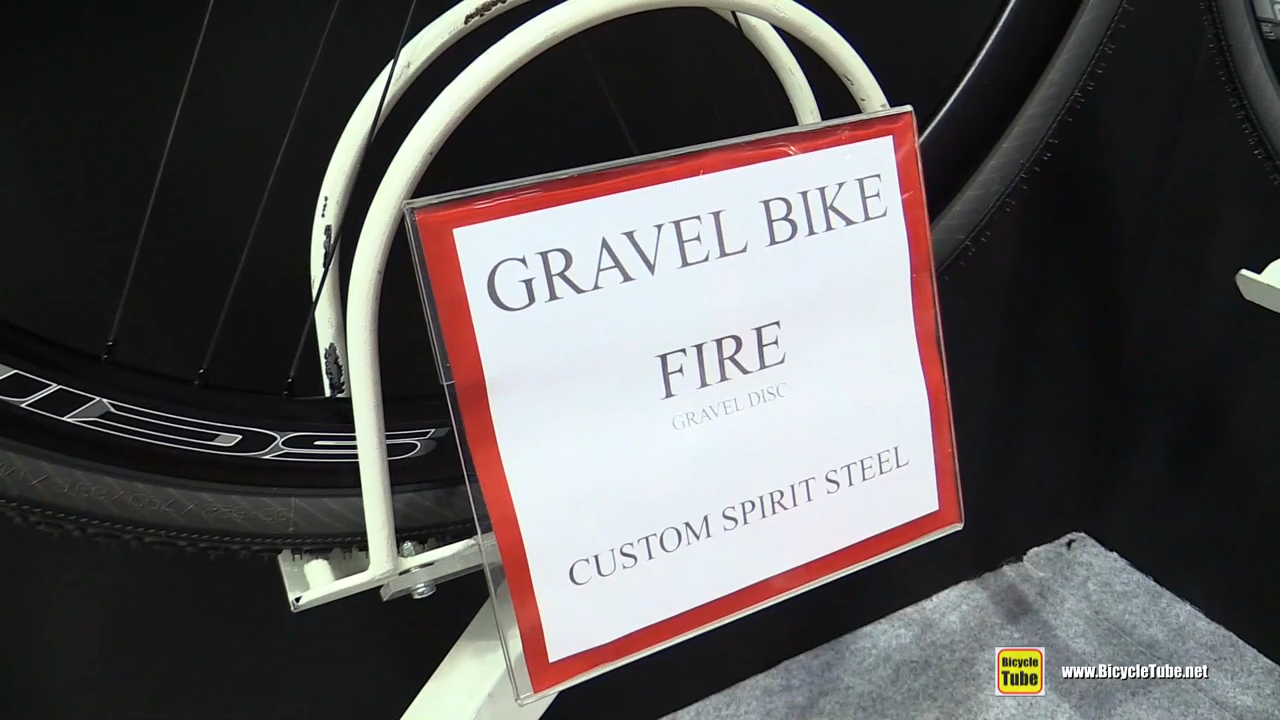 GRAVEL BIKE
FIRE
GRAVEL DISC
CUSTOM SPIRIT STEEL
Bicycle
Tube
www.BicycleTube.net